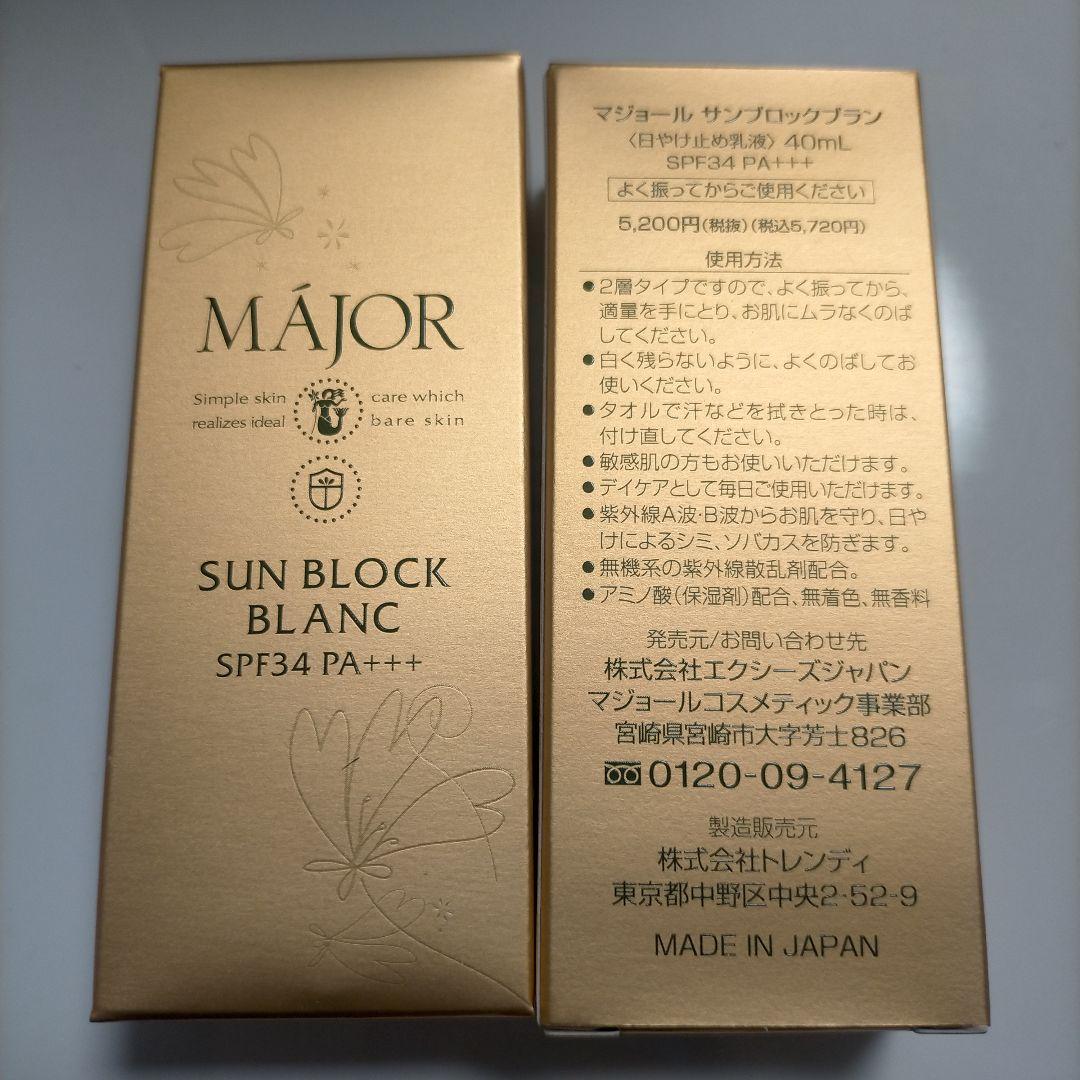 MÁJOR
Simple skin care which
realizes ideal bare skin
SUN BLOCK
BLANC
SPF34 PA+++
マジョール サンブロックブラン
〈日やけ止め乳液〉 40mL
SPF34 PA+++
よく振ってからご使用ください
5,200円(税抜)(税込5,720円)
使用方法
●2層タイプですので、よく振ってから、
適量を手にとり、お肌にムラなくのば
してください。
●白く残らないように、よくのばしてお
使いください。
●タオルで汗などを拭きとった時は、
付け直してください。
●敏感肌の方もお使いいただけます。
●デイケアとして毎日ご使用いただけます。
●紫外線A波・B波からお肌を守り、日や
けによるシミ、ソバカスを防ぎます。
●無機系の紫外線散乱剤配合。
●アミノ酸(保湿剤)配合、無着色、無香料
発売元/お問い合わせ先
株式会社エクシーズジャパン
マジョールコスメティック事業部
宮崎県宮崎市大字芳士826
0120-09-4127
製造販売元
株式会社トレンディ
東京都中野区中央2-52-9
MADE IN JAPAN